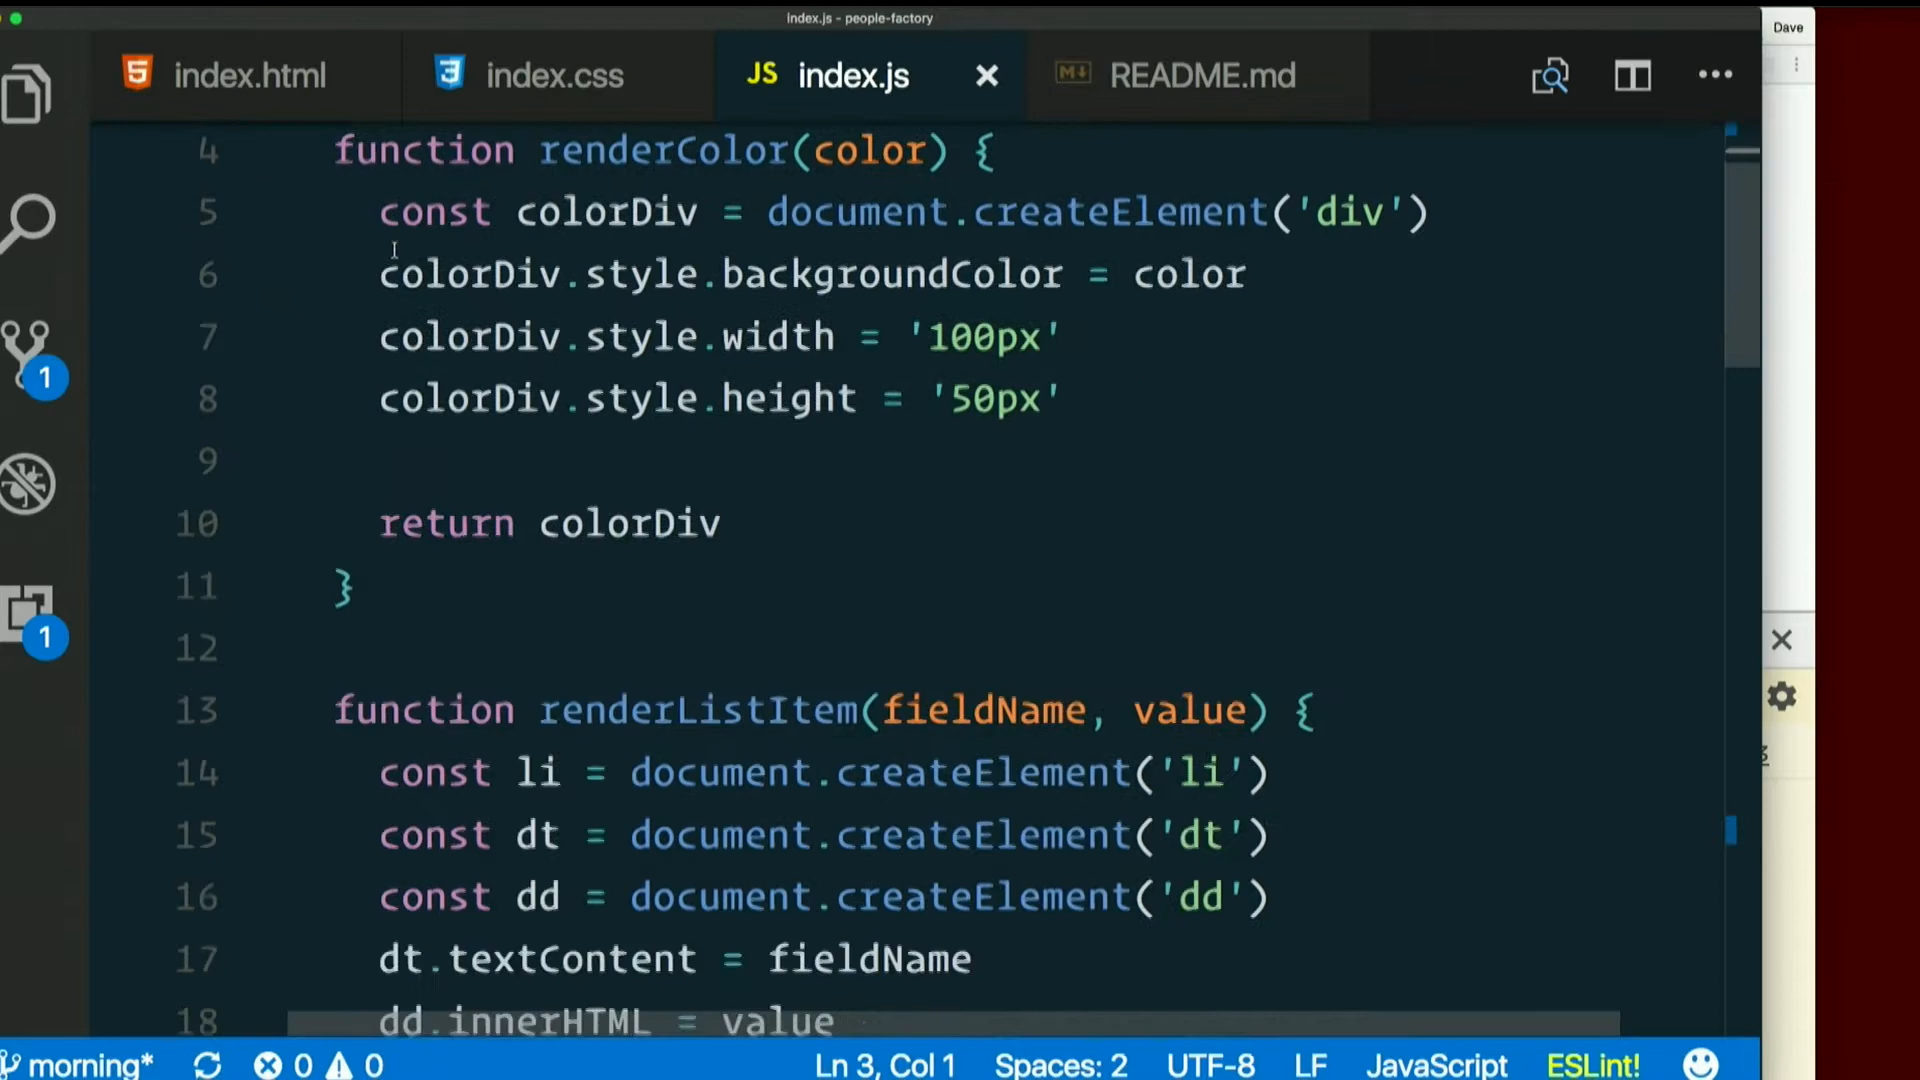 index.js - people-factory
Dave
index.html
index.css
JS index.js
README.md
4 function renderColor(color) {
5 const colorDiv = document.createElement('div')
6 colorDiv.style.backgroundColor = color
7 colorDiv.style.width = '100px'
8 colorDiv.style.height = '50px'
9
10 return colorDiv
11 }
12
13 function renderListItem(fieldName, value) {
14 const li = document.createElement('li')
15 const dt = document.createElement('dt')
16 const dd = document.createElement('dd')
17 dt.textContent = fieldName
18 dd.innerHTML = value
1
1
morning* 0 0 Ln 3, Col 1 Spaces: 2 UTF-8 LF JavaScript ESLint!